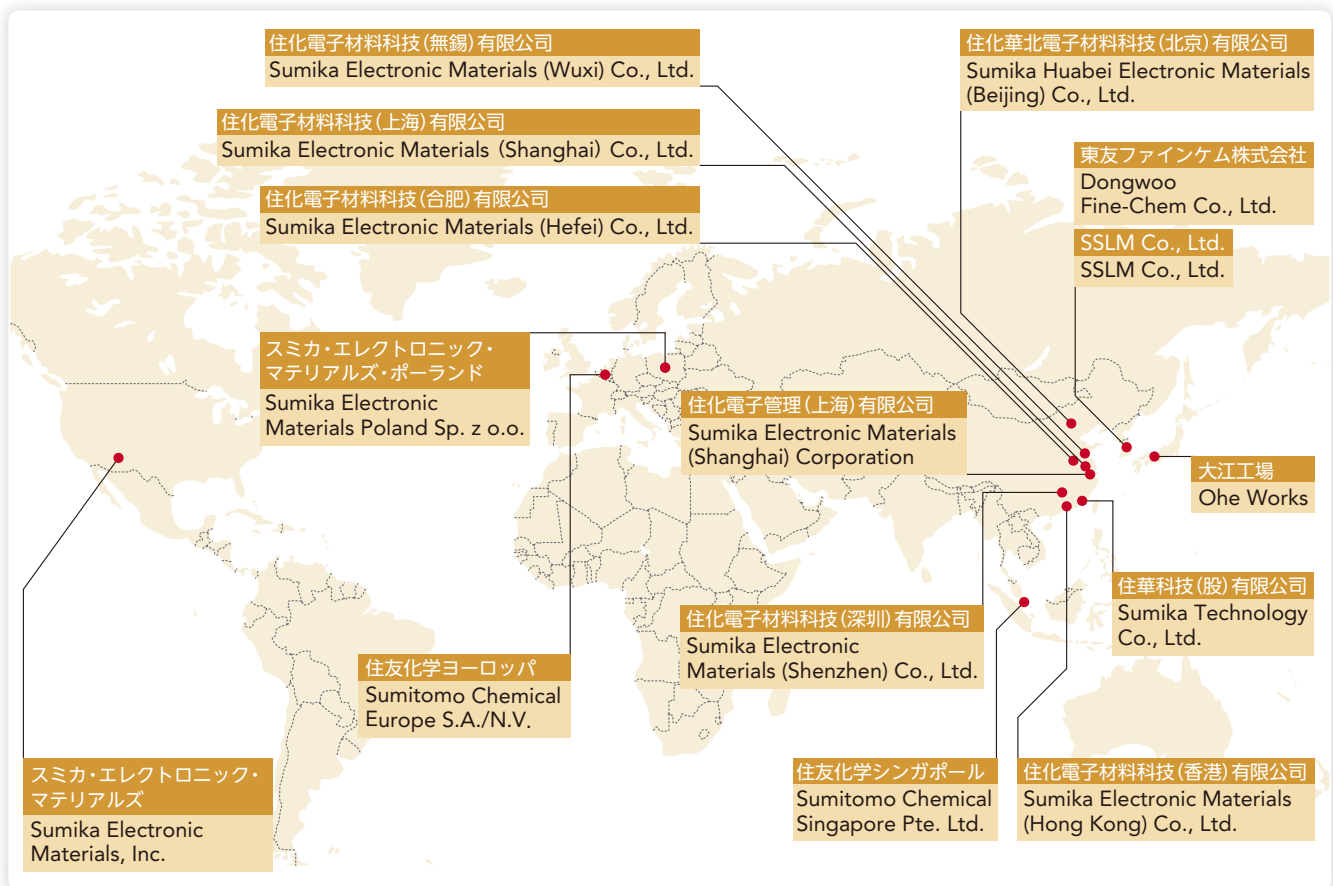 住化電子材料科技(無錫)有限公司
Sumika Electronic Materials (Wuxi) Co., Ltd.
住化華北電子材料科技(北京)有限公司
Sumika Huabei Electronic Materials
(Beijing) Co., Ltd.
住化電子材料科技(上海)有限公司
Sumika Electronic Materials (Shanghai) Co., Ltd.
東友ファインケム株式会社
Dongwoo
Fine-Chem Co., Ltd.
住化電子材料科技(合肥)有限公司
Sumika Electronic Materials (Hefei) Co., Ltd.
SSLM Co., Ltd.
SSLM Co., Ltd.
スミカ・エレクトロニック・
マテリアルズ・ポーランド
Sumika Electronic
Materials Poland Sp. z o.o.
住化電子管理(上海)有限公司
Sumika Electronic Materials
(Shanghai) Corporation
大江工場
Ohe Works
住華科技(股)有限公司
Sumika Technology
Co., Ltd.
住化電子材料科技(深圳)有限公司
Sumika Electronic
Materials (Shenzhen) Co., Ltd.
住友化学ヨーロッパ
Sumitomo Chemical
Europe S.A./N.V.
スミカ・エレクトロニック・
マテリアルズ
Sumika Electronic
Materials, Inc.
住友化学シンガポール
Sumitomo Chemical
Singapore Pte. Ltd.
住化電子材料科技(香港)有限公司
Sumika Electronic Materials
(Hong Kong) Co., Ltd.